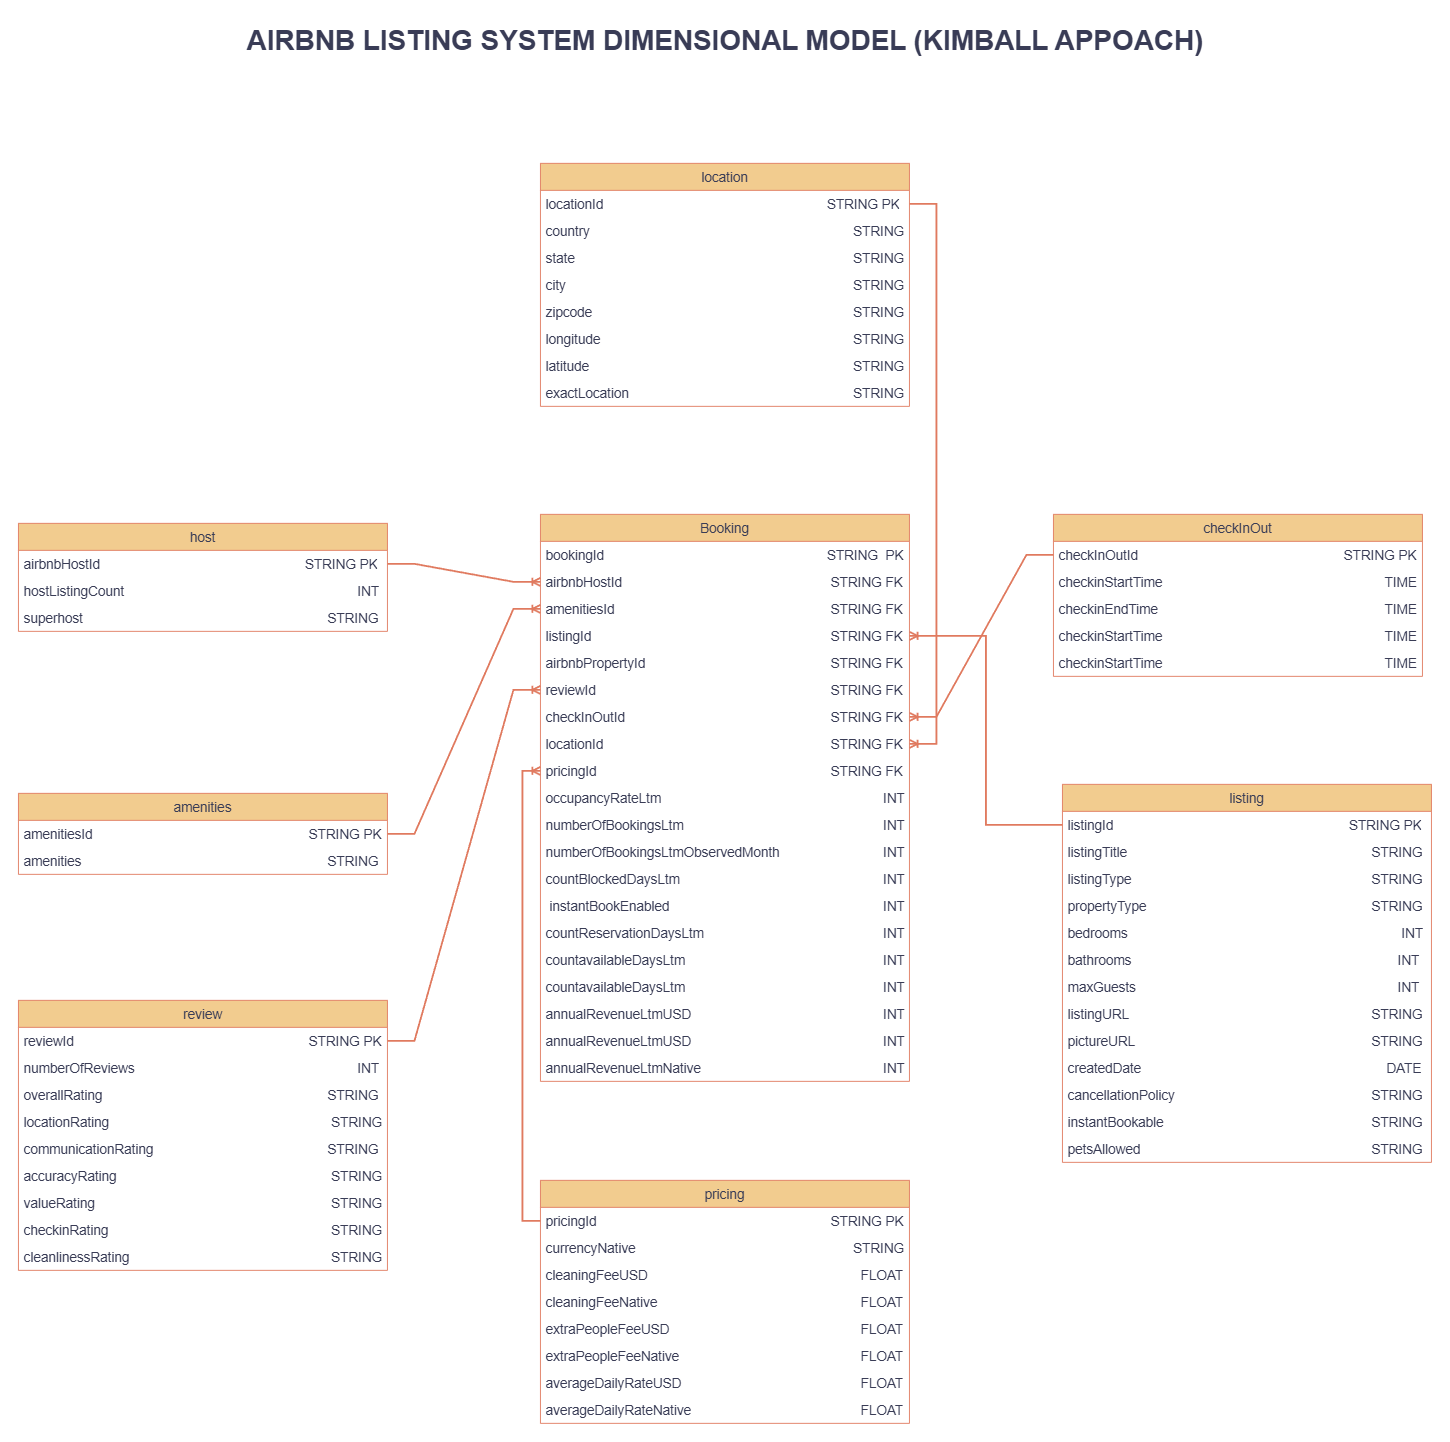 AIRBNB LISTING SYSTEM DIMENSIONAL MODEL (KIMBALL APPOACH)
location
locationId STRING PK
country STRING
state STRING
city STRING
zipcode STRING
longitude STRING
latitude STRING
exactLocation STRING
host
airbnbHostId STRING PK
hostListingCount INT
superhost STRING
Booking
bookingId STRING PK
airbnbHostId STRING FK
amenitiesId STRING FK
listingId STRING FK
airbnbPropertyId STRING FK
reviewId STRING FK
checkInOutId STRING FK
locationId STRING FK
pricingId STRING FK
occupancyRateLtm INT
numberOfBookingsLtm INT
numberOfBookingsLtmObservedMonth INT
countBlockedDaysLtm INT
instantBookEnabled INT
countReservationDaysLtm INT
countavailableDaysLtm INT
countavailableDaysLtm INT
annualRevenueLtmUSD INT
annualRevenueLtmUSD INT
annualRevenueLtmNative INT
checkInOut
checkInOutId STRING PK
checkinStartTime TIME
checkinEndTime TIME
checkinStartTime TIME
checkinStartTime TIME
amenities
amenitiesId STRING PK
amenities STRING
listing
listingId STRING PK
listingTitle STRING
listingType STRING
propertyType STRING
bedrooms INT
bathrooms INT
maxGuests INT
listingURL STRING
pictureURL STRING
createdDate DATE
cancellationPolicy STRING
instantBookable STRING
petsAllowed STRING
review
reviewId STRING PK
numberOfReviews INT
overallRating STRING
locationRating STRING
communicationRating STRING
accuracyRating STRING
valueRating STRING
checkinRating STRING
cleanlinessRating STRING
pricing
pricingId STRING PK
currencyNative STRING
cleaningFeeUSD FLOAT
cleaningFeeNative FLOAT
extraPeopleFeeUSD FLOAT
extraPeopleFeeNative FLOAT
averageDailyRateUSD FLOAT
averageDailyRateNative FLOAT